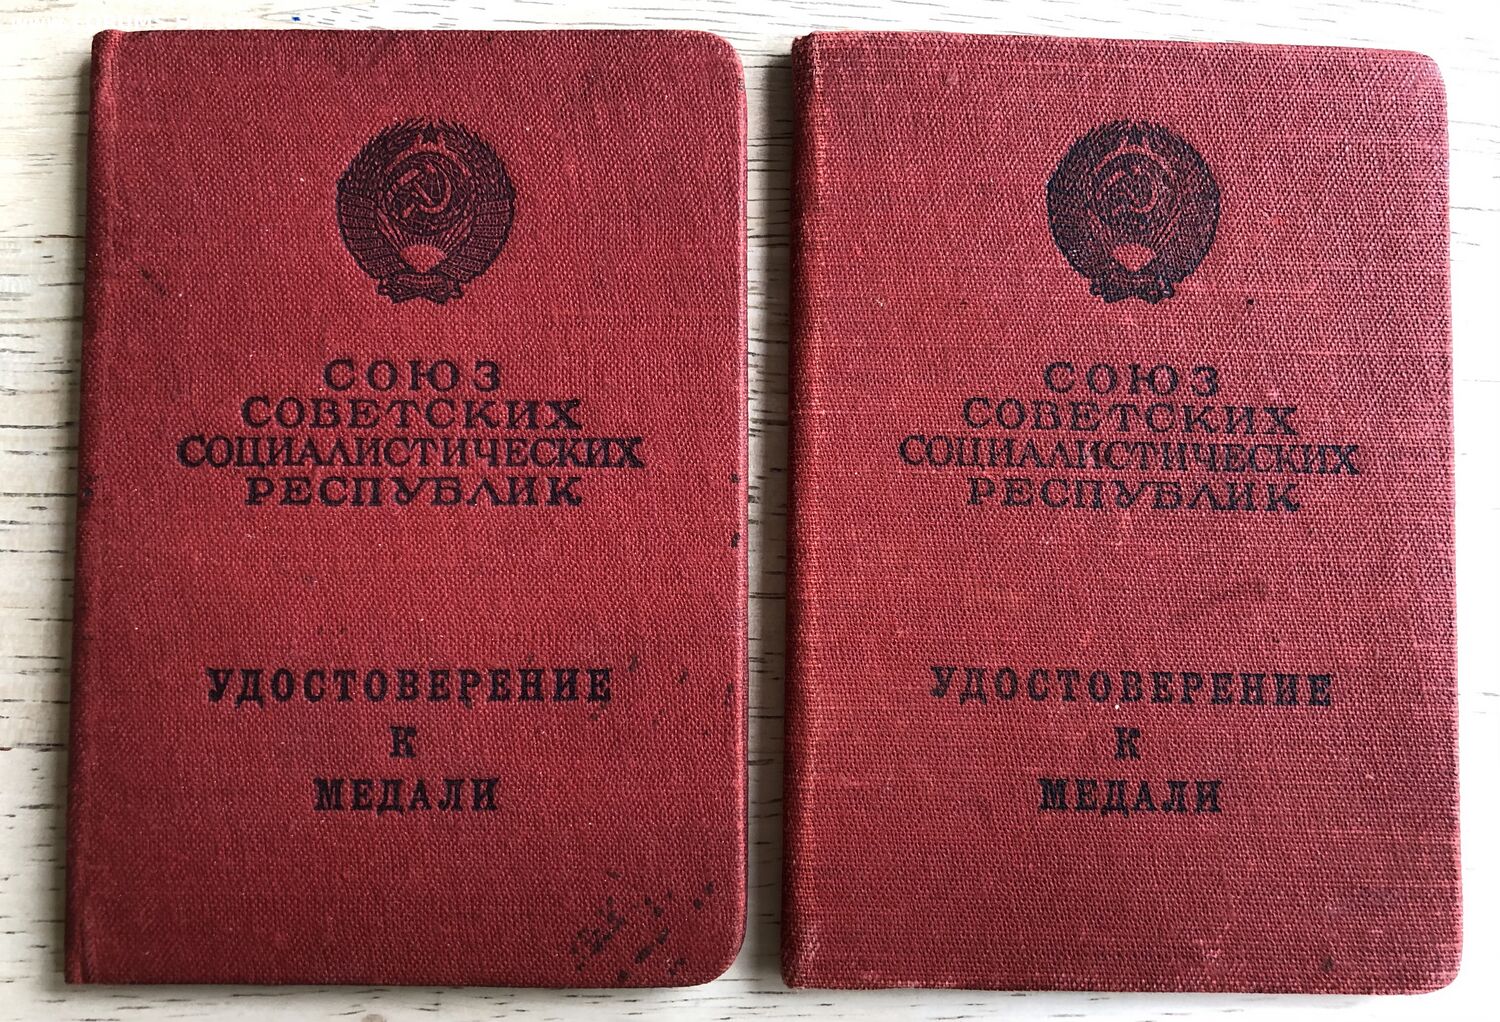 СОЮЗ
СОВЕТСКИХ
СОЦИАЛИСТИЧЕСКИХ
РЕСПУБЛИК
УДОСТОВЕРЕНИЕ
К
МЕДАЛИ
СОЮЗ
СОВЕТСКИХ
СОЦИАЛИСТИЧЕСКИХ
РЕСПУБЛИК
УДОСТОВЕРЕНИЕ
К
МЕДАЛИ